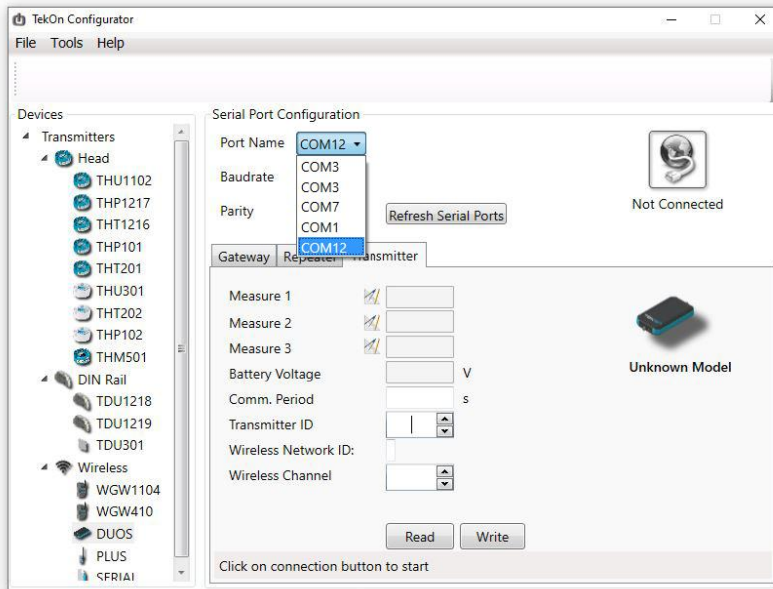 TekOn Configurator
File Tools Help
Devices
Transmitters
Head
THU1102
THP1217
THT1216
THP101
THT201
THU301
THT202
THP102
THM501
DIN Rail
TDU1218
TDU1219
TDU301
Wireless
WGW1104
WGW410
DUOS
PLUS
SERIAL
Serial Port Configuration
Port Name COM12
COM3
COM3
COM7
COM1
COM12
Baudrate
Parity
Refresh Serial Ports
Not Connected
Gateway Repeater Transmitter
Measure 1
Measure 2
Measure 3
Battery Voltage V
Comm. Period s
Transmitter ID
Wireless Network ID:
Wireless Channel
Unknown Model
Read Write
Click on connection button to start